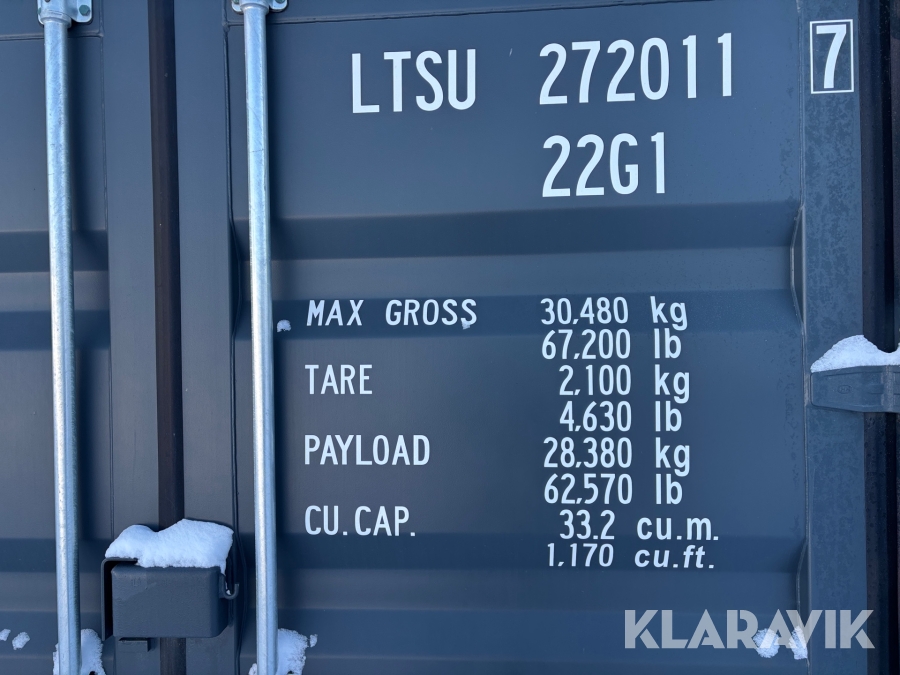 LTSU 272011 7
22G1
MAX GROSS 30,480 kg
67,200 lb
TARE 2,100 kg
4,630 lb
PAYLOAD 28,380 kg
62,570 lb
CU.CAP. 33.2 cu.m.
1,170 cu.ft.
KLARAVIK